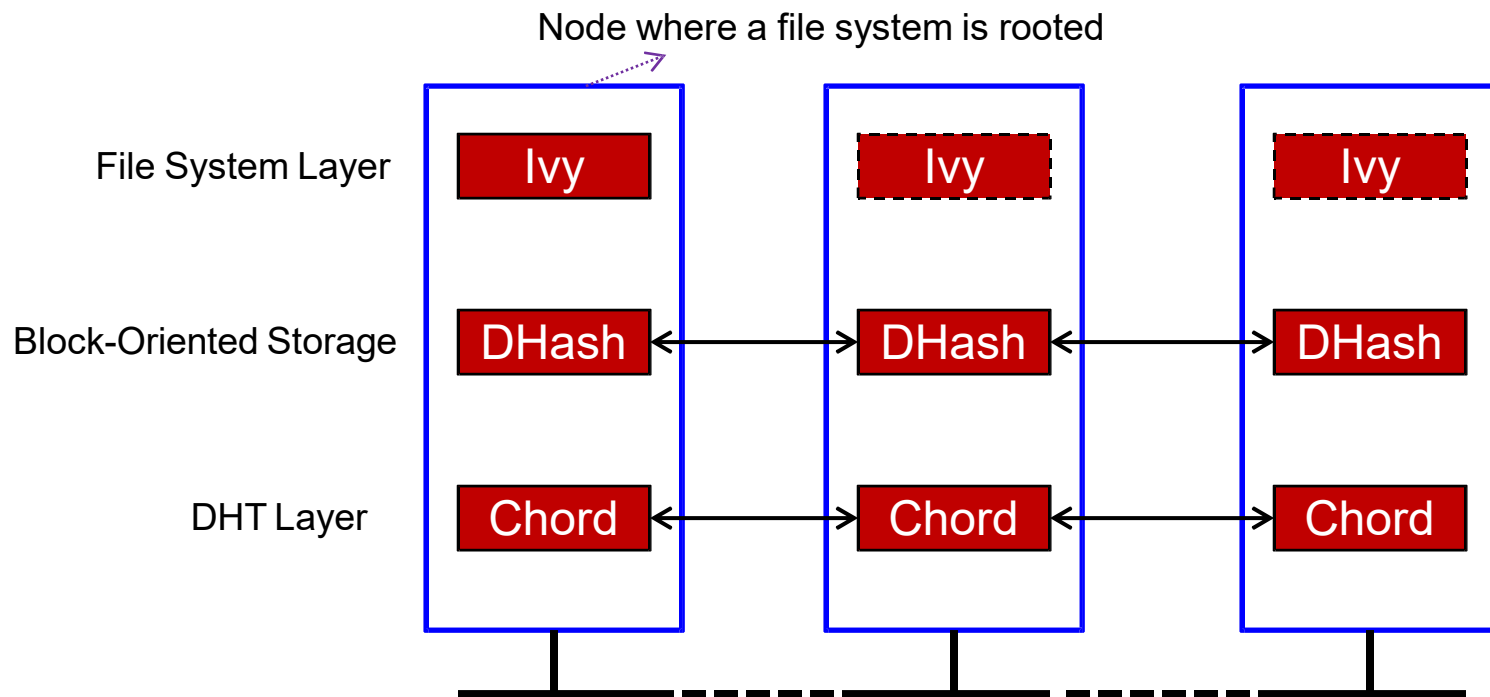 Node where a file system is rooted
File System Layer
Ivy
Ivy
Ivy
Block-Oriented Storage
DHash
DHash
DHash
DHT Layer
Chord
Chord
Chord